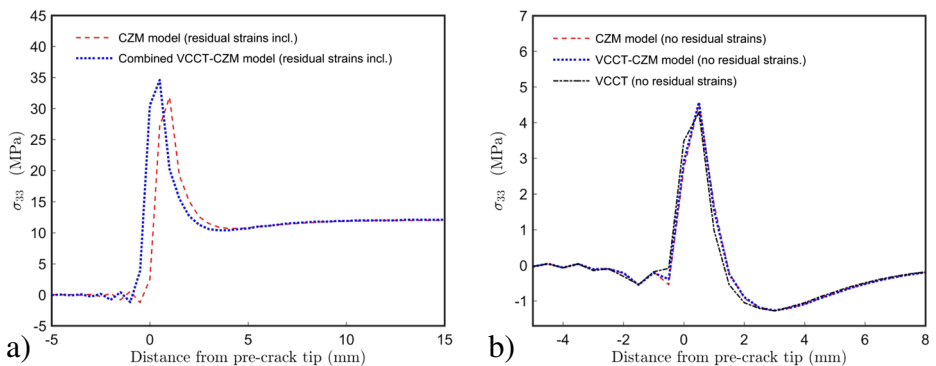 45
40
35
30
25
20
15
10
5
0
-5
σ33 (MPa)
CZM model (residual strains incl.)
Combined VCCT-CZM model (residual strains incl.)
-5 0 5 10 15
Distance from pre-crack tip (mm)
a)
7
6
5
4
3
2
1
0
-1
σ33 (MPa)
CZM model (no residual strains)
VCCT-CZM model (no residual strains.)
VCCT (no residual strains)
-4 -2 0 2 4 6 8
Distance from pre-crack tip (mm)
b)